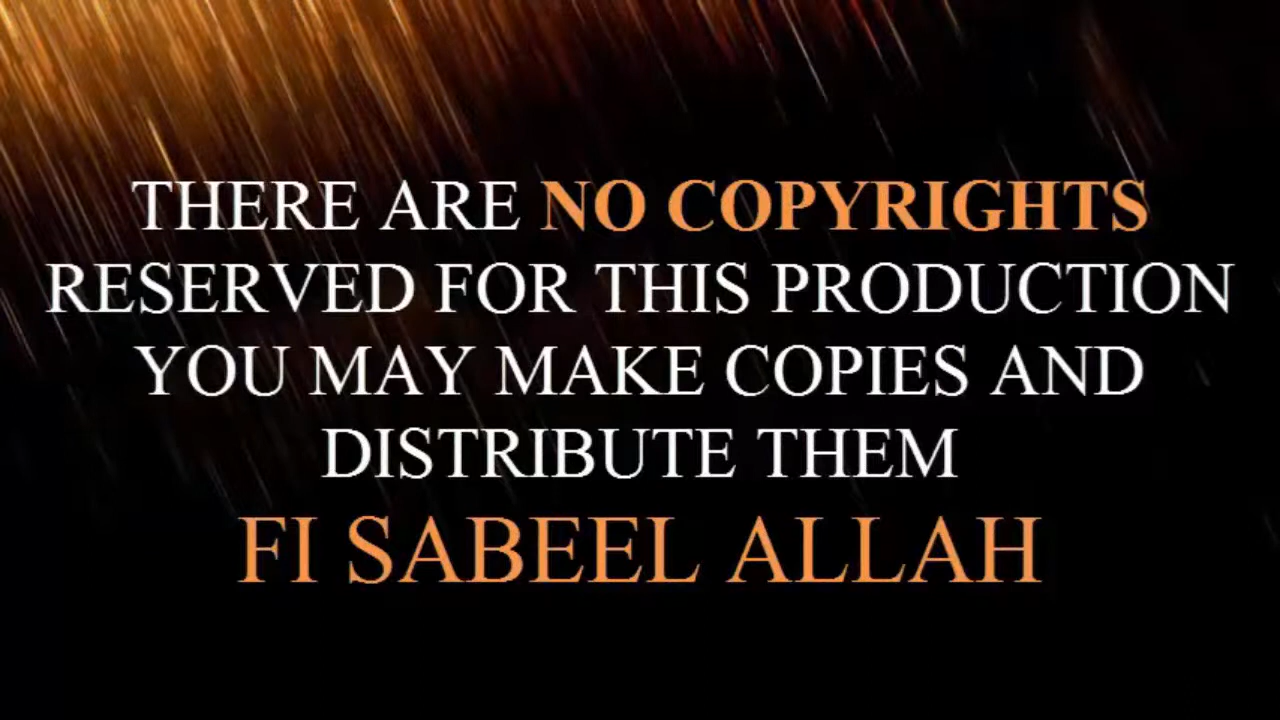 THERE ARE NO COPYRIGHTS
RESERVED FOR THIS PRODUCTION
YOU MAY MAKE COPIES AND
DISTRIBUTE THEM
FI SABEEL ALLAH